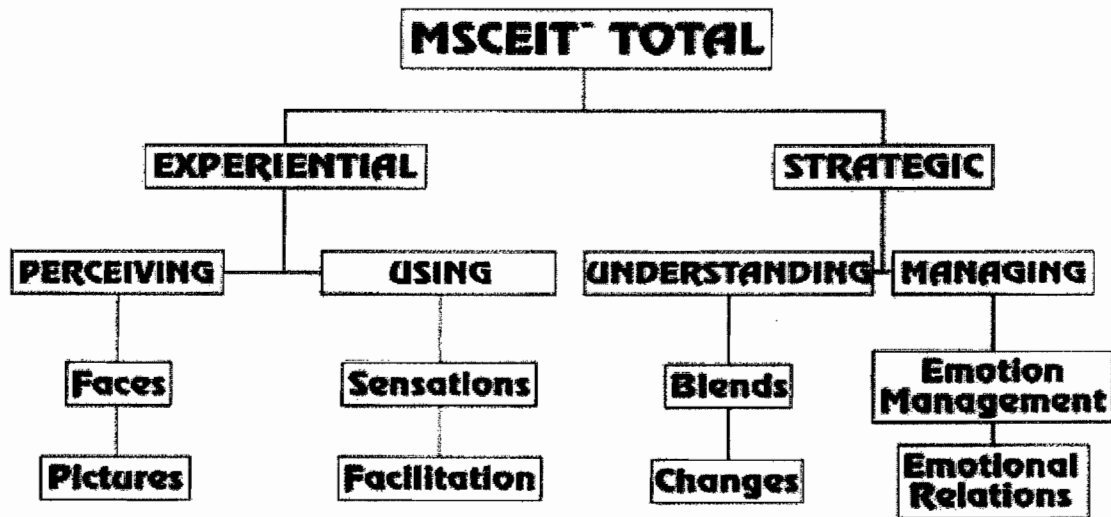 MSCEIT™ TOTAL
EXPERIENTIAL
STRATEGIC
PERCEIVING
USING
UNDERSTANDING
MANAGING
Faces
Sensations
Blends
Emotion
Management
Pictures
Facilitation
Changes
Emotional
Relations